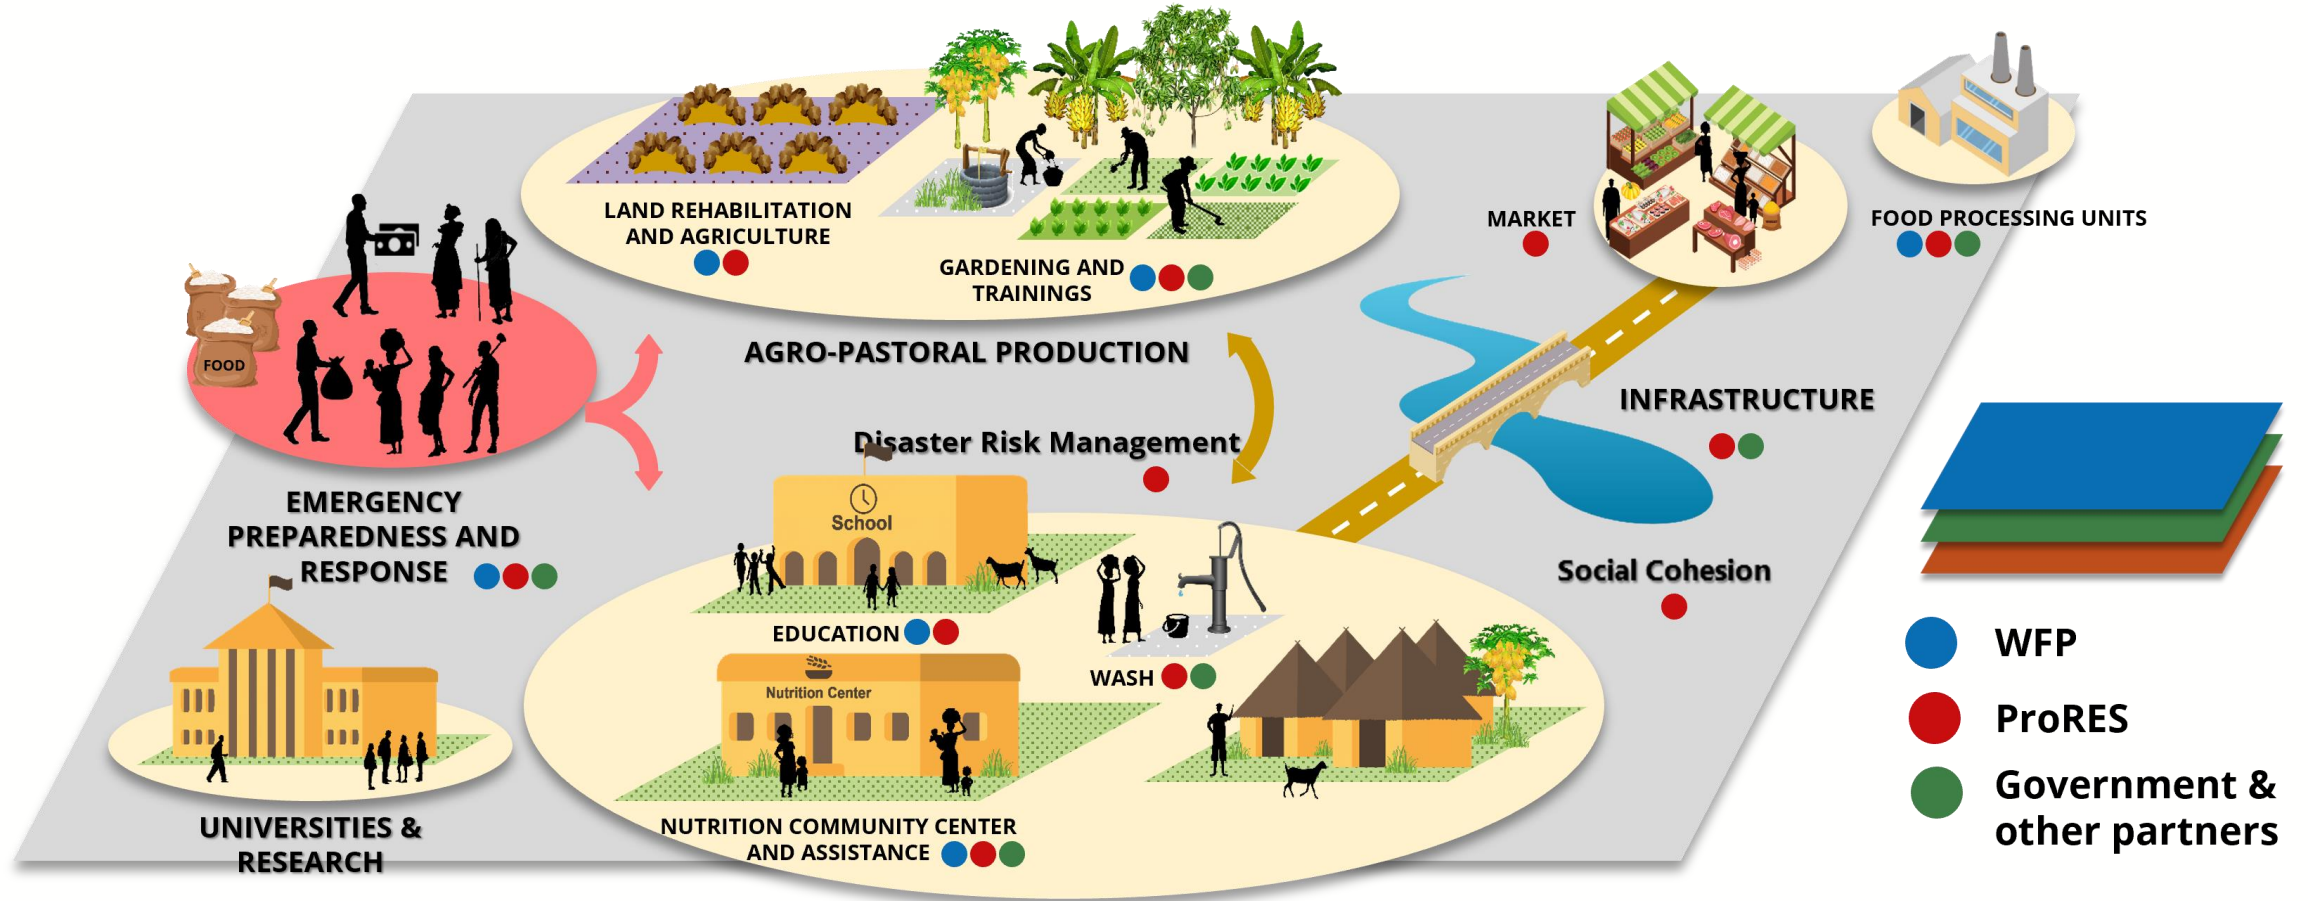 LAND REHABILITATION
AND AGRICULTURE
GARDENING AND
TRAININGS
AGRO-PASTORAL PRODUCTION
MARKET
FOOD PROCESSING UNITS
FOOD
EMERGENCY
PREPAREDNESS AND
RESPONSE
Disaster Risk Management
INFRASTRUCTURE
Social Cohesion
School
EDUCATION
WASH
Nutrition Center
NUTRITION COMMUNITY CENTER
AND ASSISTANCE
UNIVERSITIES &
RESEARCH
WFP
ProRES
Government &
other partners